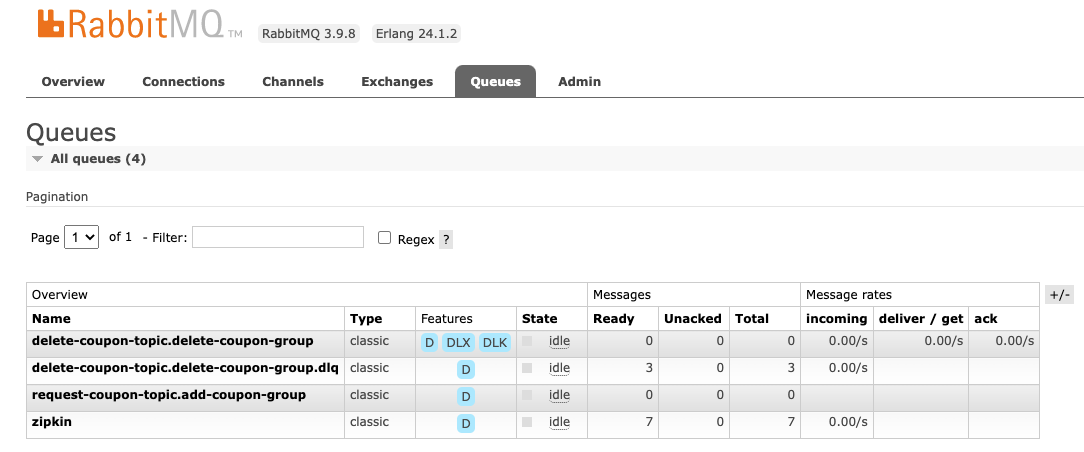 RabbitMQ TM RabbitMQ 3.9.8 Erlang 24.1.2
Overview Connections Channels Exchanges Queues Admin
Queues
All queues (4)
Pagination
Page 1 of 1 - Filter: Regex ?
Overview Messages Message rates +/-
Name Type Features State Ready Unacked Total incoming deliver / get ack
delete-coupon-topic.delete-coupon-group classic D DLX DLK idle 0 0 0 0.00/s 0.00/s 0.00/s
delete-coupon-topic.delete-coupon-group.dlq classic D idle 3 0 3 0.00/s
request-coupon-topic.add-coupon-group classic D idle 0 0 0
zipkin classic D idle 7 0 7 0.00/s